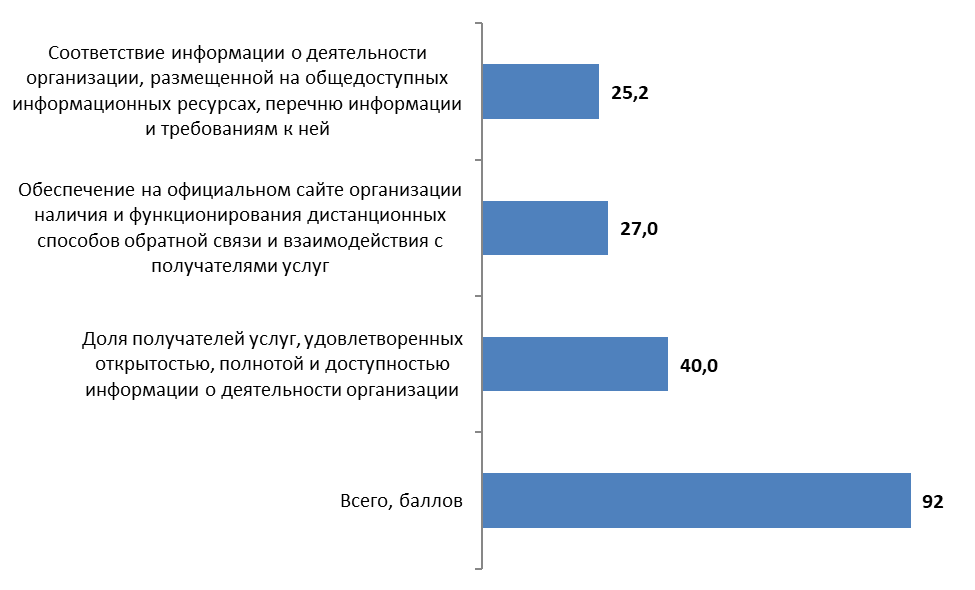 Соответствие информации о деятельности
организации, размещенной на общедоступных
информационных ресурсах, перечню информации
и требованиям к ней
25,2
Обеспечение на официальном сайте организации
наличия и функционирования дистанционных
способов обратной связи и взаимодействия с
получателями услуг
27,0
Доля получателей услуг, удовлетворенных
открытостью, полнотой и доступностью
информации о деятельности организации
40,0
Всего, баллов
92